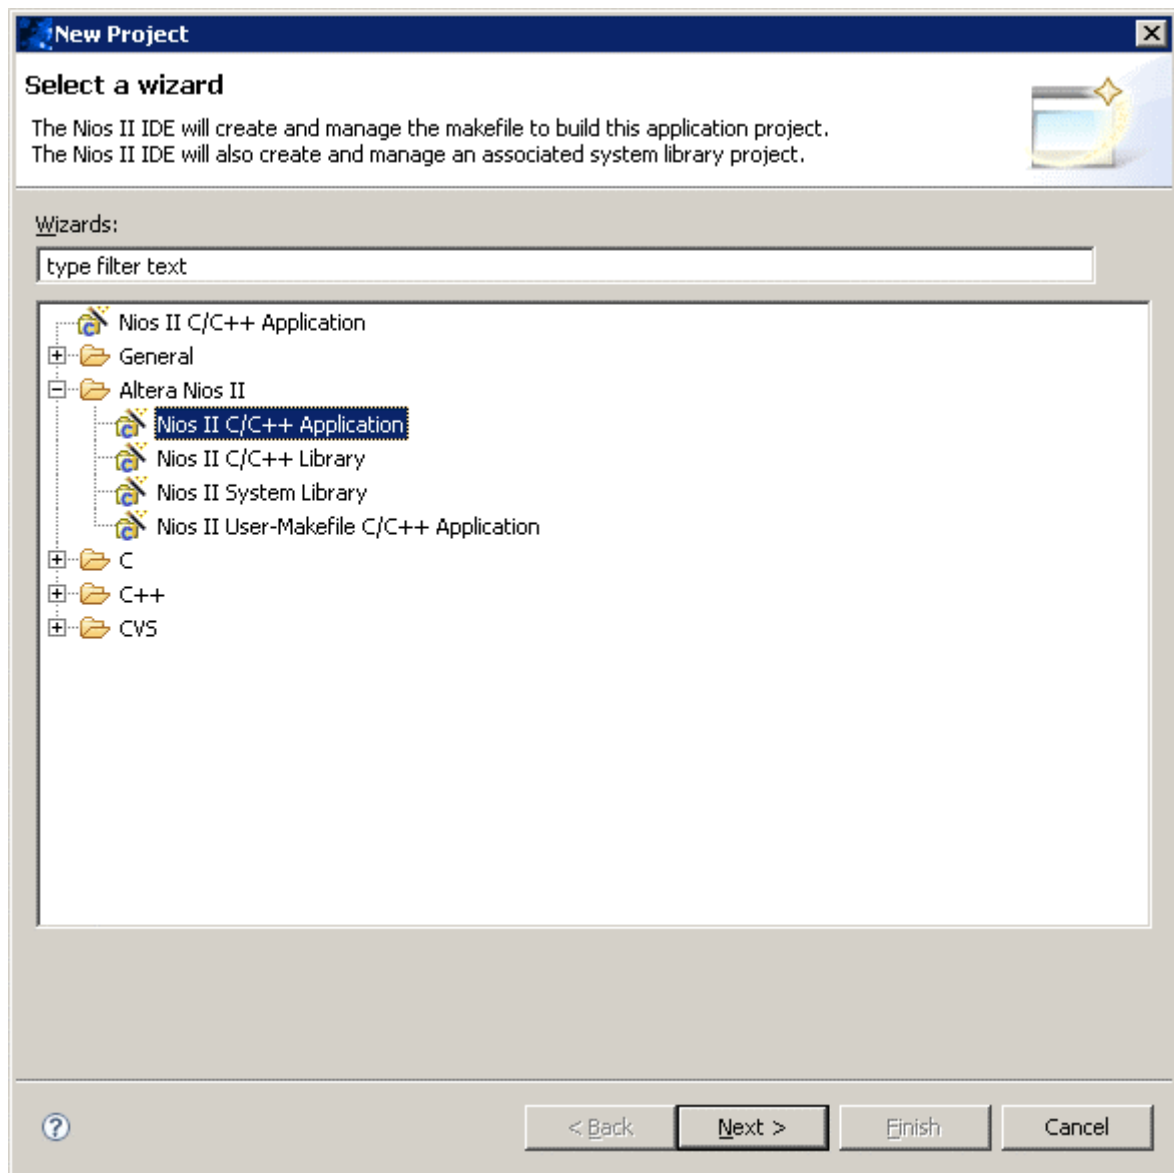 New Project
Select a wizard
The Nios II IDE will create and manage the makefile to build this application project.
The Nios II IDE will also create and manage an associated system library project.
Wizards:
type filter text
Nios II C/C++ Application
General
Altera Nios II
Nios II C/C++ Application
Nios II C/C++ Library
Nios II System Library
Nios II User-Makefile C/C++ Application
C
C++
CVS
< Back Next > Finish Cancel